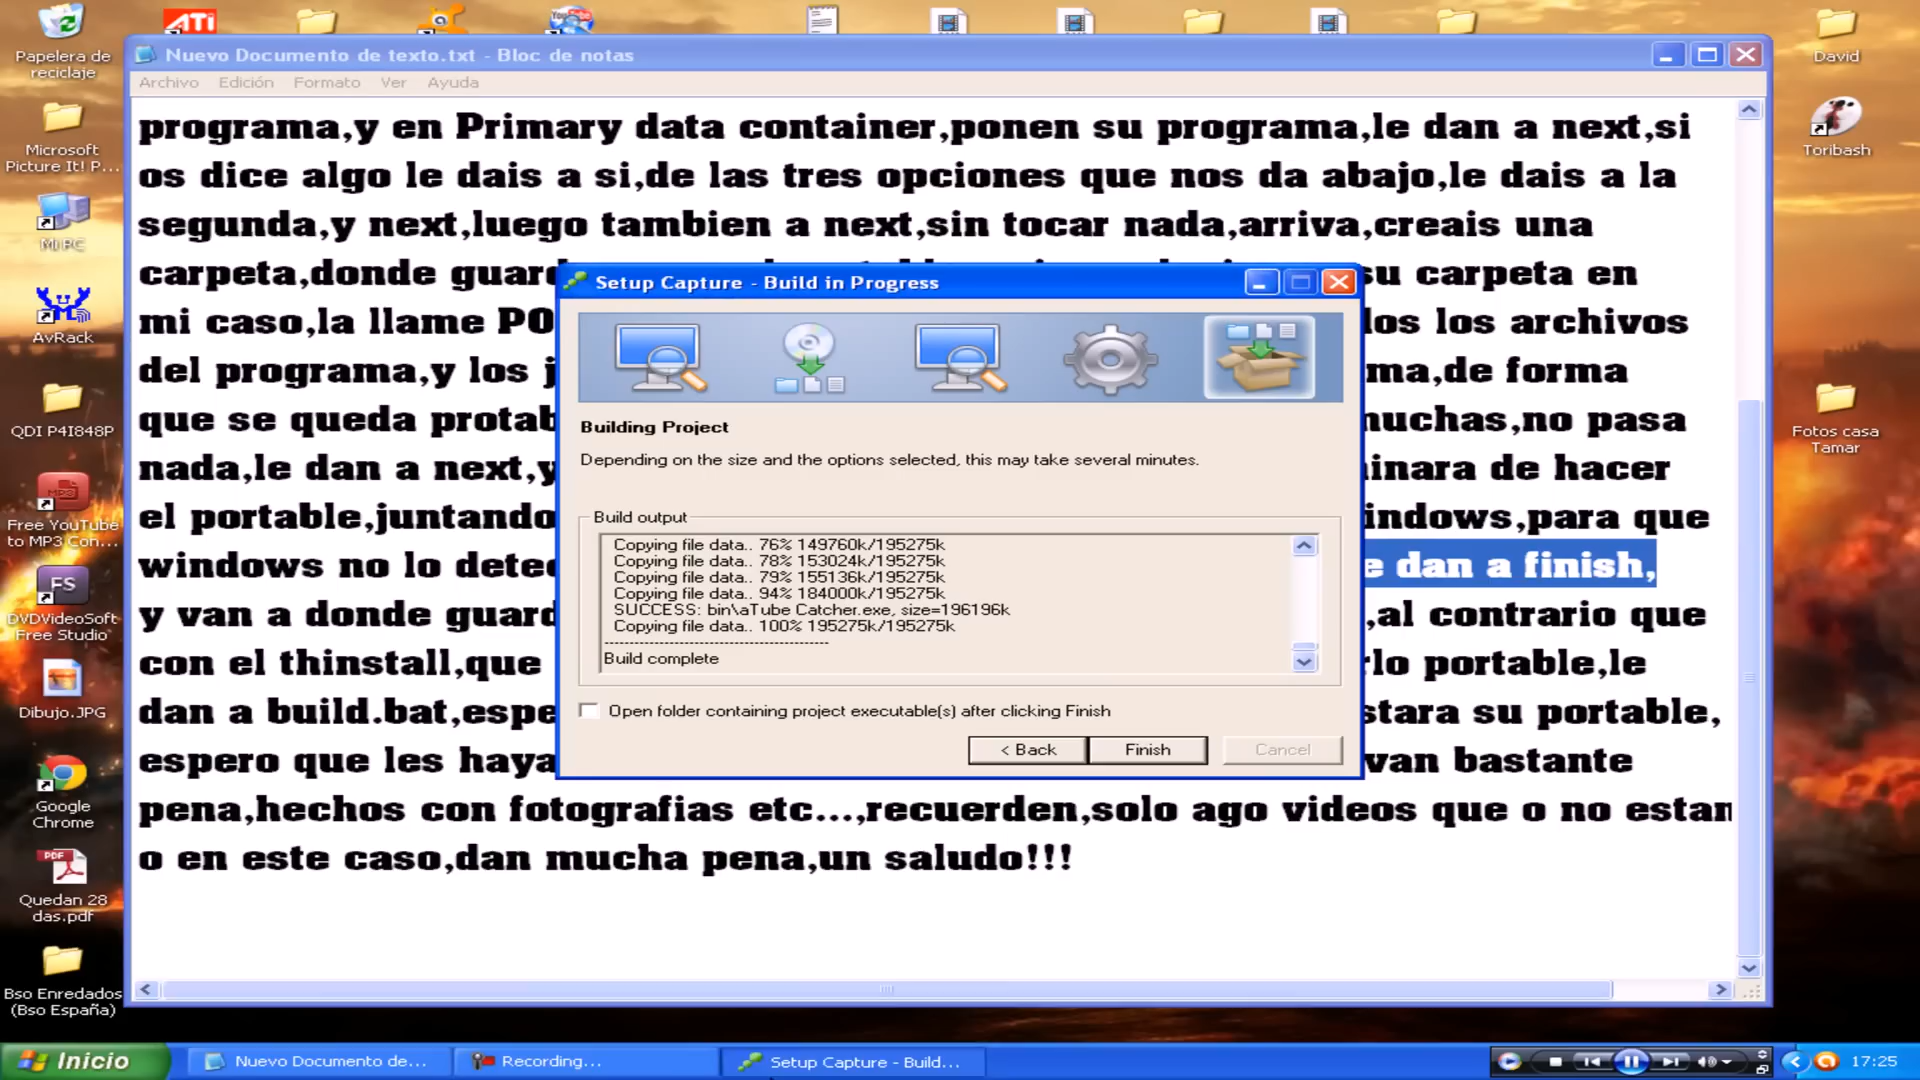 Papelera de
reciclaje
Microsoft
Picture It! P...
Mi PC
AvRack
QDI P4I848P
Free YouTube
to MP3 Con...
DVDVideoSoft
Free Studio
Dibujo.JPG
Google
Chrome
Quedan 28
das.pdf
Bso Enredados
(Bso España)
ATI
Nuevo Documento de texto.txt - Bloc de notas
Archivo Edición Formato Ver Ayuda
programa,y en Primary data container,ponen su programa,le dan a next,si
os dice algo le dais a si,de las tres opciones que nos da abajo,le dais a la
segunda,y next,luego tambien a next,sin tocar nada,arriva,creais una
carpeta,donde guard su carpeta en
mi caso,la llame PO los los archivos
del programa,y los j ma,de forma
que se queda protab muchas,no pasa
nada,le dan a next,y inara de hacer
el portable,juntando indows,para que
windows no lo detec e dan a finish,
y van a donde guard ,al contrario que
con el thinstall,que rlo portable,le
dan a build.bat,espe stara su portable,
espero que les haya van bastante
pena,hechos con fotografias etc...,recuerden,solo ago videos que o no estan
o en este caso,dan mucha pena,un saludo!!!
Setup Capture - Build in Progress
Building Project
Depending on the size and the options selected, this may take several minutes.
Build output
Copying file data.. 76% 149760k/195275k
Copying file data.. 78% 153024k/195275k
Copying file data.. 79% 155136k/195275k
Copying file data.. 94% 184000k/195275k
SUCCESS: bin\aTube Catcher.exe, size=196196k
Copying file data.. 100% 195275k/195275k
----------------------------------------
Build complete
Open folder containing project executable(s) after clicking Finish
< Back Finish Cancel
David
Toribash
Fotos casa
Tamar
Inicio Nuevo Documento de... Recording... Setup Capture - Build... 17:25